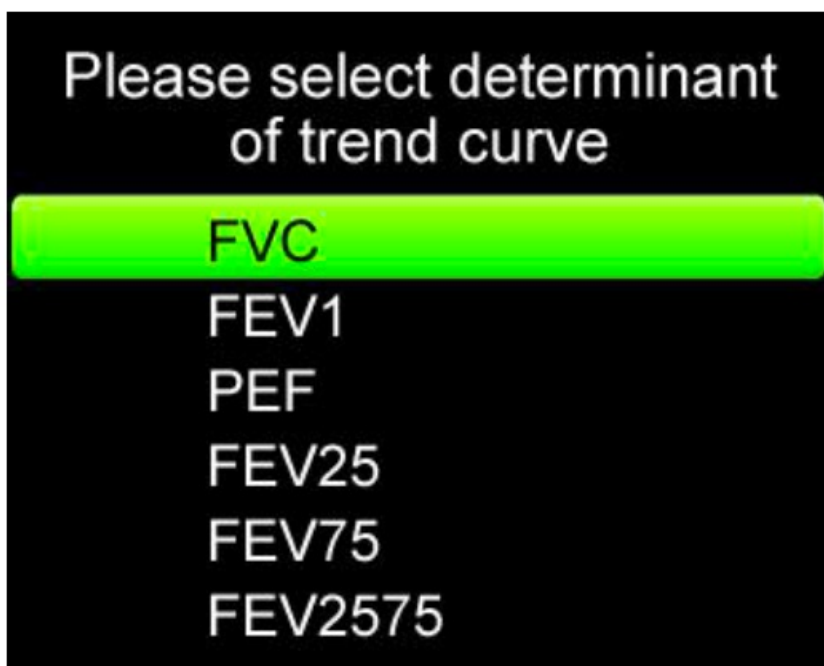 Please select determinant
of trend curve
FVC
FEV1
PEF
FEV25
FEV75
FEV2575